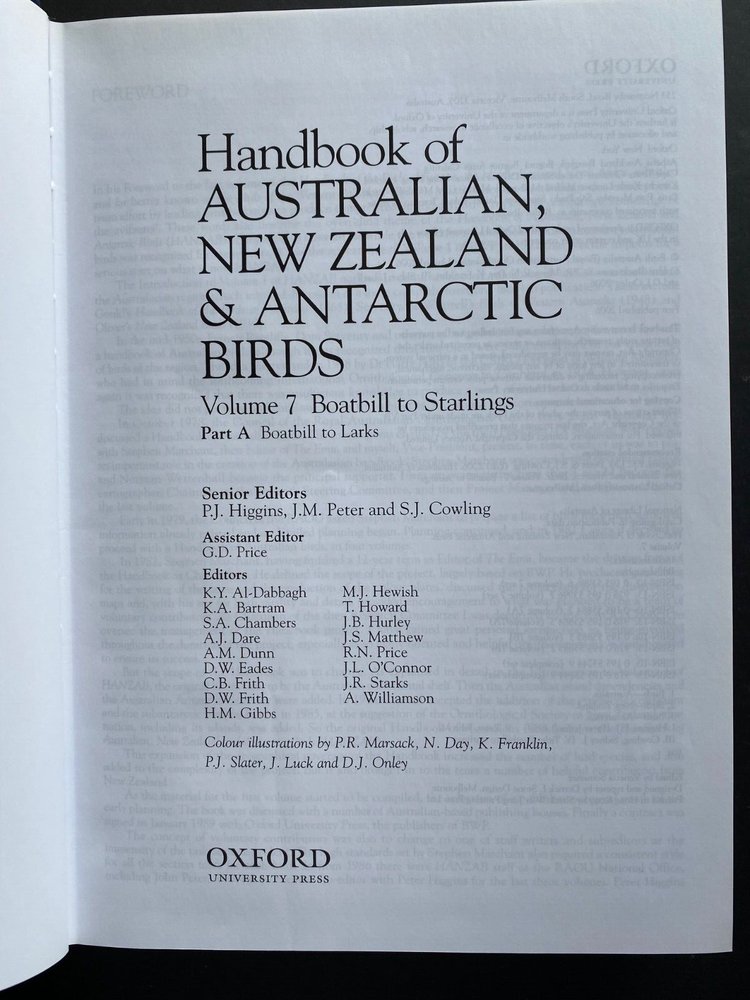 Handbook of
AUSTRALIAN,
NEW ZEALAND
& ANTARCTIC
BIRDS
Volume 7 Boatbill to Starlings
Part A Boatbill to Larks
Senior Editors
P.J. Higgins, J.M. Peter and S.J. Cowling
Assistant Editor
G.D. Price
Editors
K.Y. Al-Dabbagh
K.A. Bartram
S.A. Chambers
A.J. Dare
A.M. Dunn
D.W. Eades
C.B. Frith
D.W. Frith
H.M. Gibbs
M.J. Hewish
T. Howard
J.B. Hurley
J.S. Matthew
R.N. Price
J.L. O'Connor
J.R. Starks
A. Williamson
Colour illustrations by P.R. Marsack, N. Day, K. Franklin,
P.J. Slater, J. Luck and D.J. Onley
OXFORD
UNIVERSITY PRESS